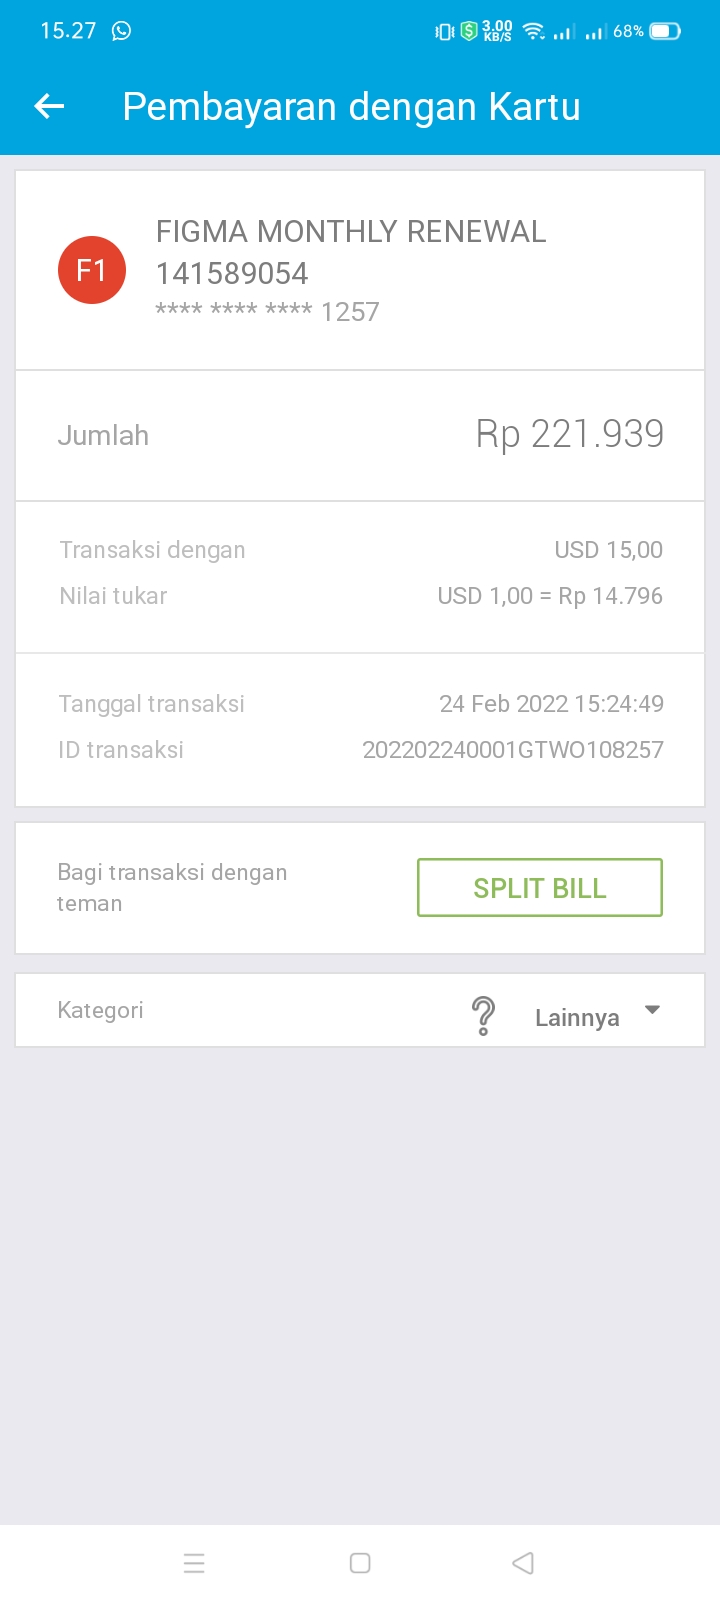 15.27
3.00
KB/S
68%
Pembayaran dengan Kartu
F1
FIGMA MONTHLY RENEWAL
141589054
**** **** **** 1257
Jumlah
Rp 221.939
Transaksi dengan
USD 15,00
Nilai tukar
USD 1,00 = Rp 14.796
Tanggal transaksi
24 Feb 2022 15:24:49
ID transaksi
202202240001GTWO108257
Bagi transaksi dengan
teman
SPLIT BILL
Kategori
Lainnya